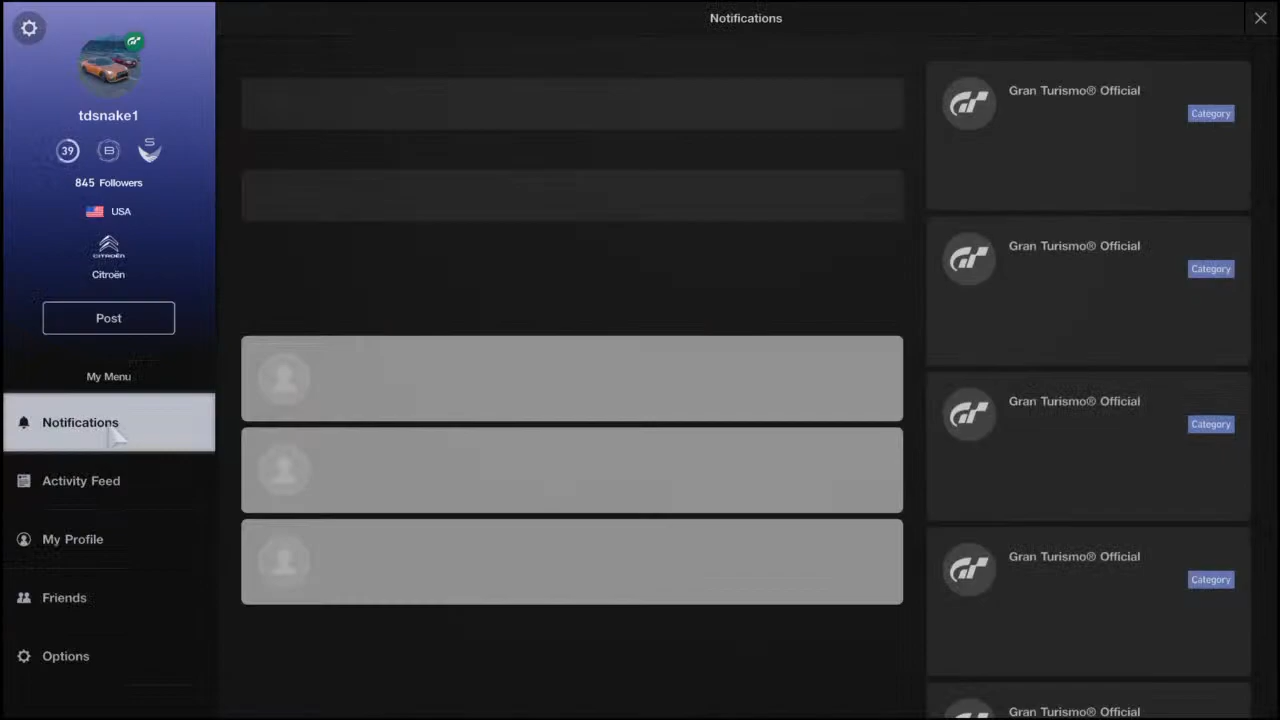 Notifications
tdsnake1
39 B S
845 Followers
USA
CITROËN
Citroën
Post
My Menu
Notifications
Activity Feed
My Profile
Friends
Options
Gran Turismo® Official
Category
Gran Turismo® Official
Category
Gran Turismo® Official
Category
Gran Turismo® Official
Category
Gran Turismo® Official